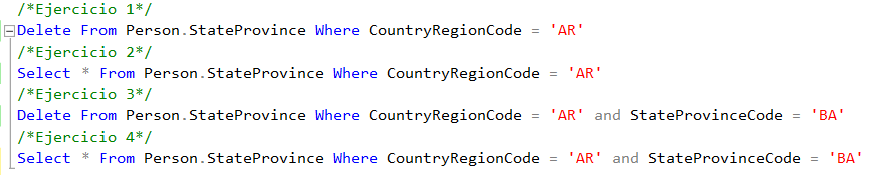 /*Ejercicio 1*/
Delete From Person.StateProvince Where CountryRegionCode = 'AR'
/*Ejercicio 2*/
Select * From Person.StateProvince Where CountryRegionCode = 'AR'
/*Ejercicio 3*/
Delete From Person.StateProvince Where CountryRegionCode = 'AR' and StateProvinceCode = 'BA'
/*Ejercicio 4*/
Select * From Person.StateProvince Where CountryRegionCode = 'AR' and StateProvinceCode = 'BA'